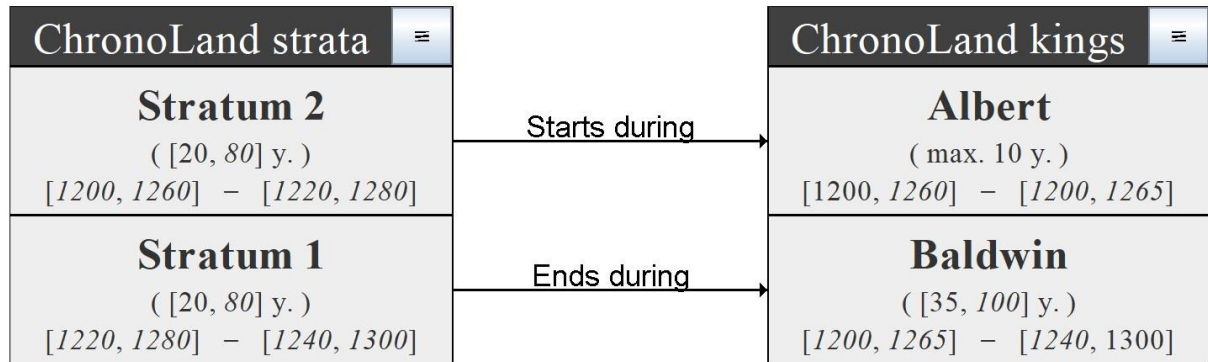 ChronoLand strata
Stratum 2
( [20, 80] y. )
[1200, 1260] – [1220, 1280]
Stratum 1
( [20, 80] y. )
[1220, 1280] – [1240, 1300]
Starts during
Ends during
ChronoLand kings
Albert
( max. 10 y. )
[1200, 1260] – [1200, 1265]
Baldwin
( [35, 100] y. )
[1200, 1265] – [1240, 1300]